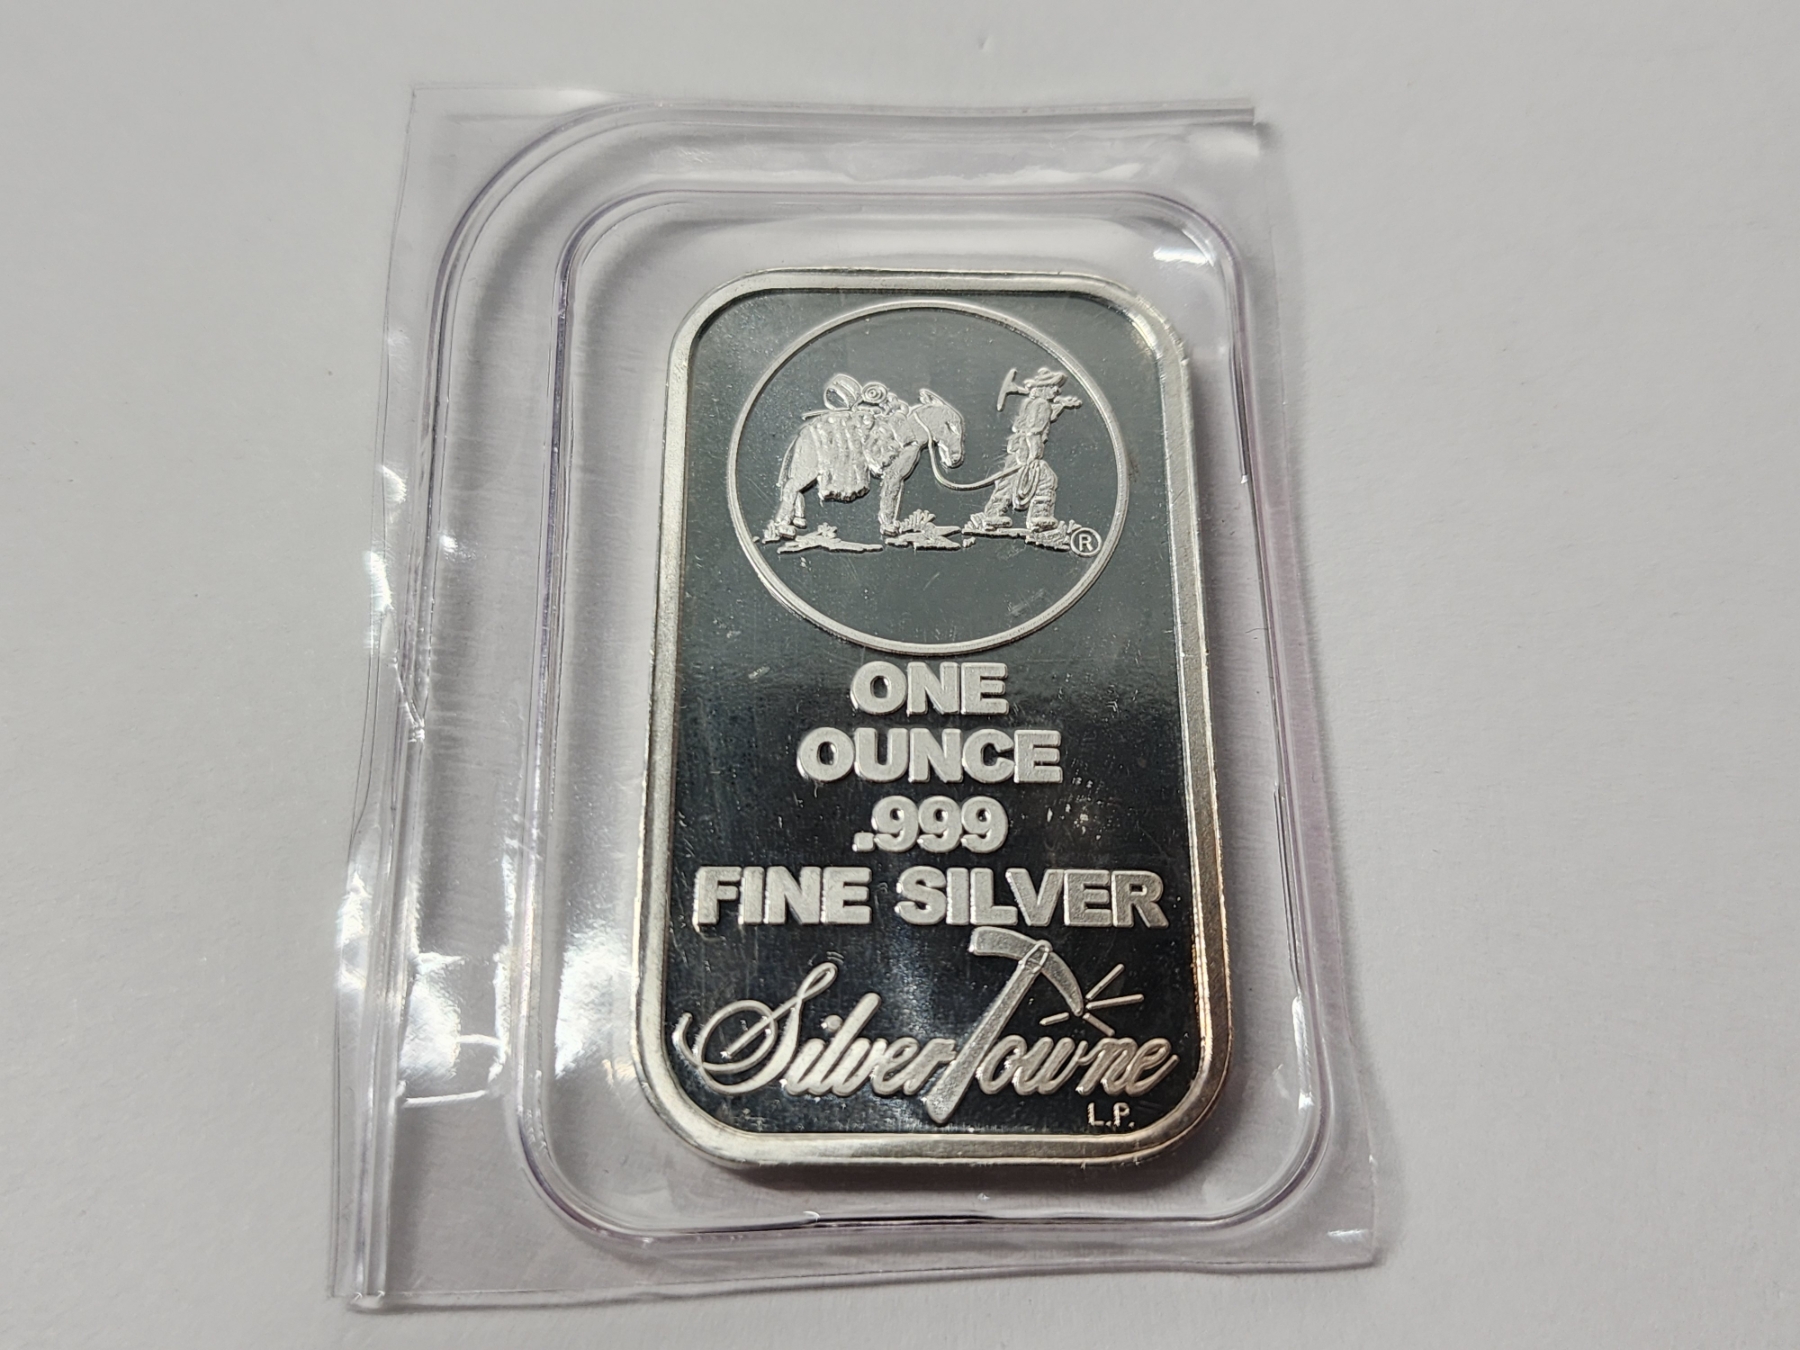 ®
ONE
OUNCE
.999
FINE SILVER
SilverTowne
L.P.